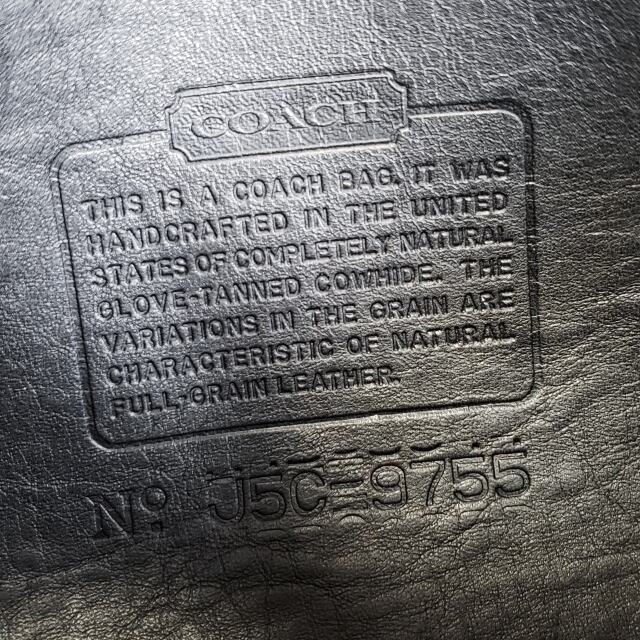 COACH
THIS IS A COACH BAG. IT WAS
HANDCRAFTED IN THE UNITED
STATES OF COMPLETELY NATURAL
GLOVE-TANNED COWHIDE. THE
VARIATIONS IN THE GRAIN ARE
CHARACTERISTIC OF NATURAL
FULL-GRAIN LEATHER.
No. J5C-9755